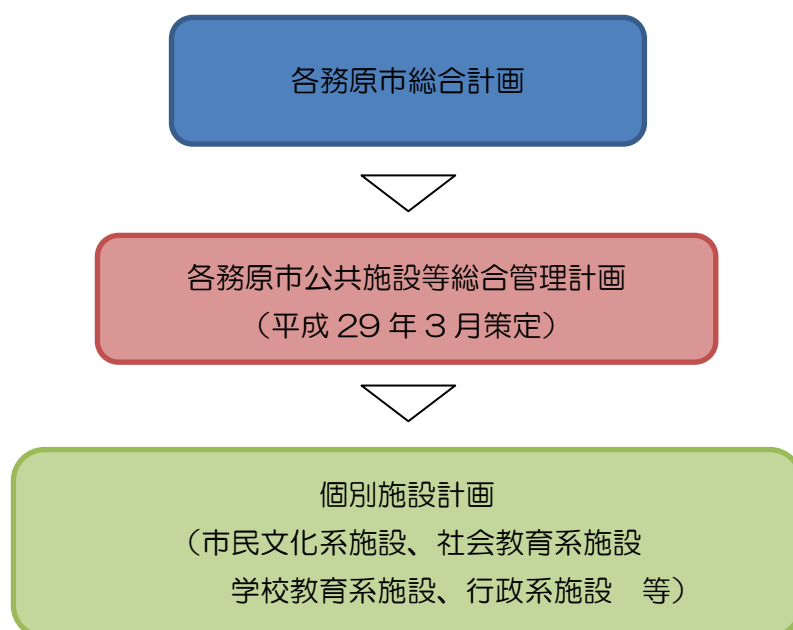 各務原市総合計画
各務原市公共施設等総合管理計画
（平成 29 年 3 月策定）
個別施設計画
（市民文化系施設、社会教育系施設
学校教育系施設、行政系施設　等）